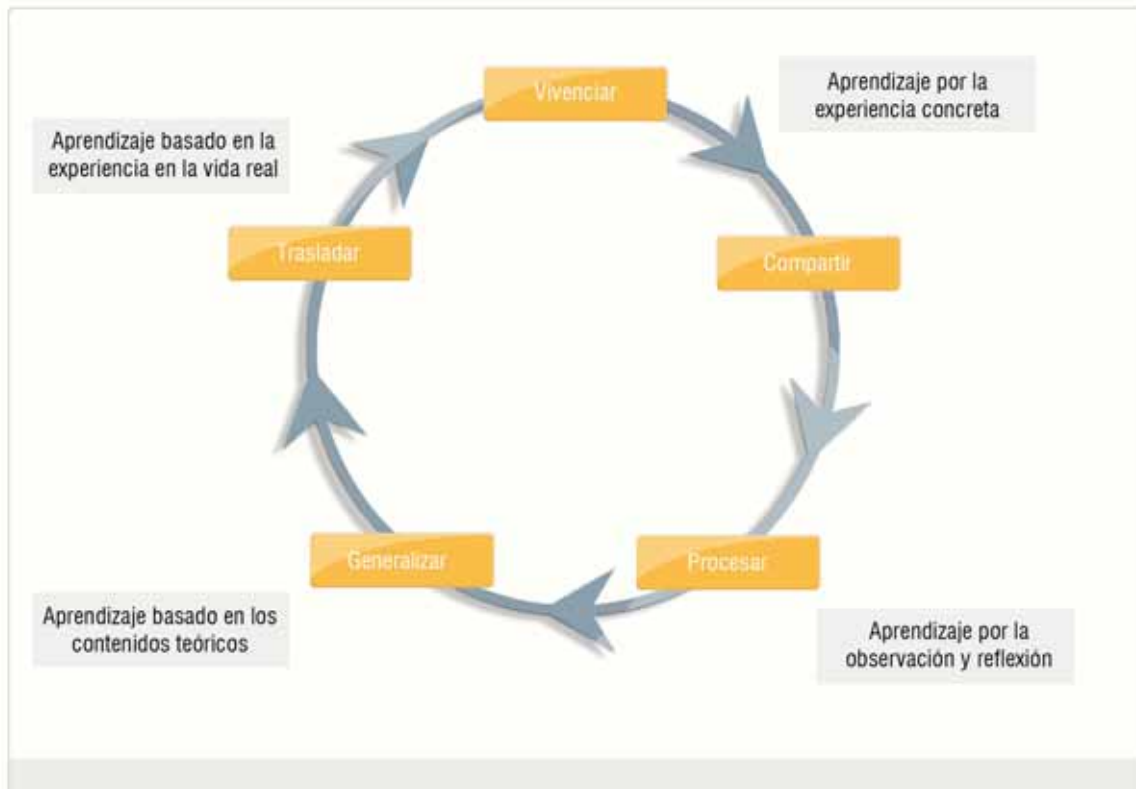 Vivenciar
Aprendizaje por la
experiencia concreta
Compartir
Procesar
Aprendizaje por la
observación y reflexión
Generalizar
Aprendizaje basado en los
contenidos teóricos
Trasladar
Aprendizaje basado en la
experiencia en la vida real